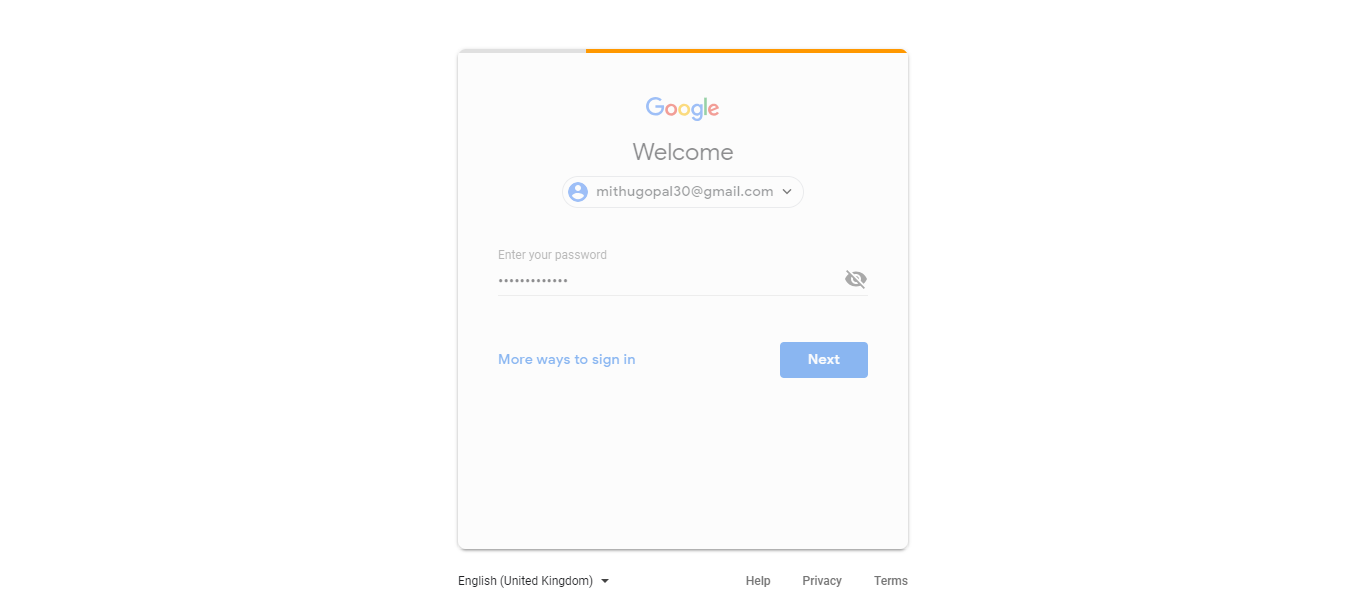 Google
Welcome
mithugopal30@gmail.com
Enter your password
•••••••••••••
More ways to sign in
Next
English (United Kingdom)
Help
Privacy
Terms